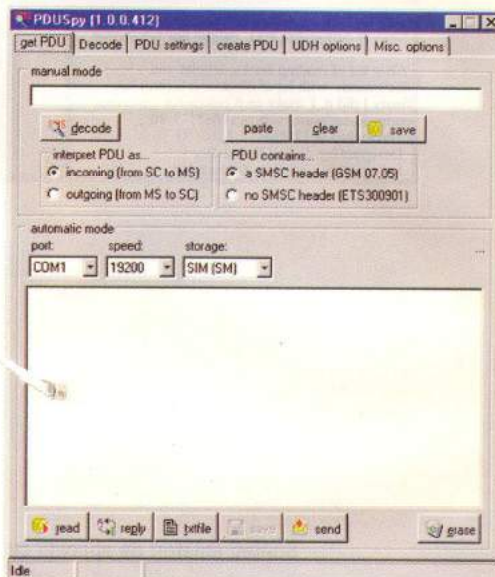 PDUSpy (1.0.0.412)
get PDU Decode PDU settings create PDU UDH options Misc. options
manual mode
decode paste clear save
interpret PDU as... PDU contains...
incoming (from SC to MS) a SMSC header (GSM 07.05)
outgoing (from MS to SC) no SMSC header (ETS300901)
automatic mode
port: speed: storage: ...
COM1 19200 SIM (SM)
read reply txtfile save send erase
Idle